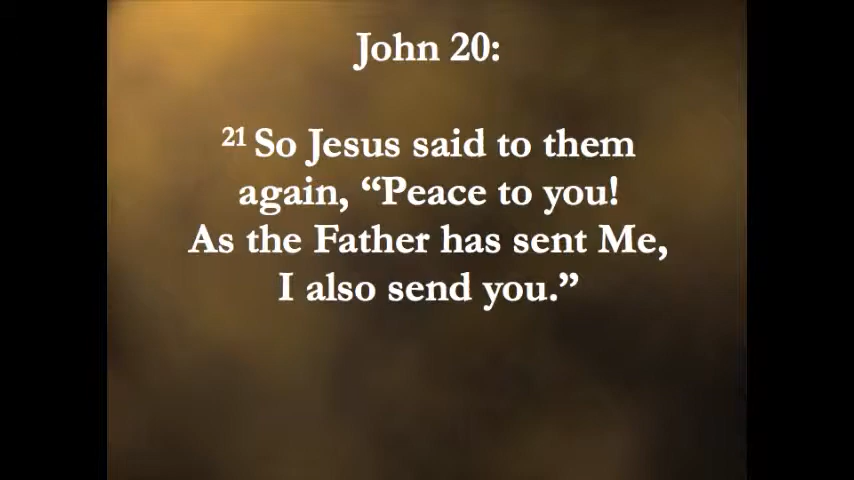 John 20:
21 So Jesus said to them
again, “Peace to you!
As the Father has sent Me,
I also send you.”